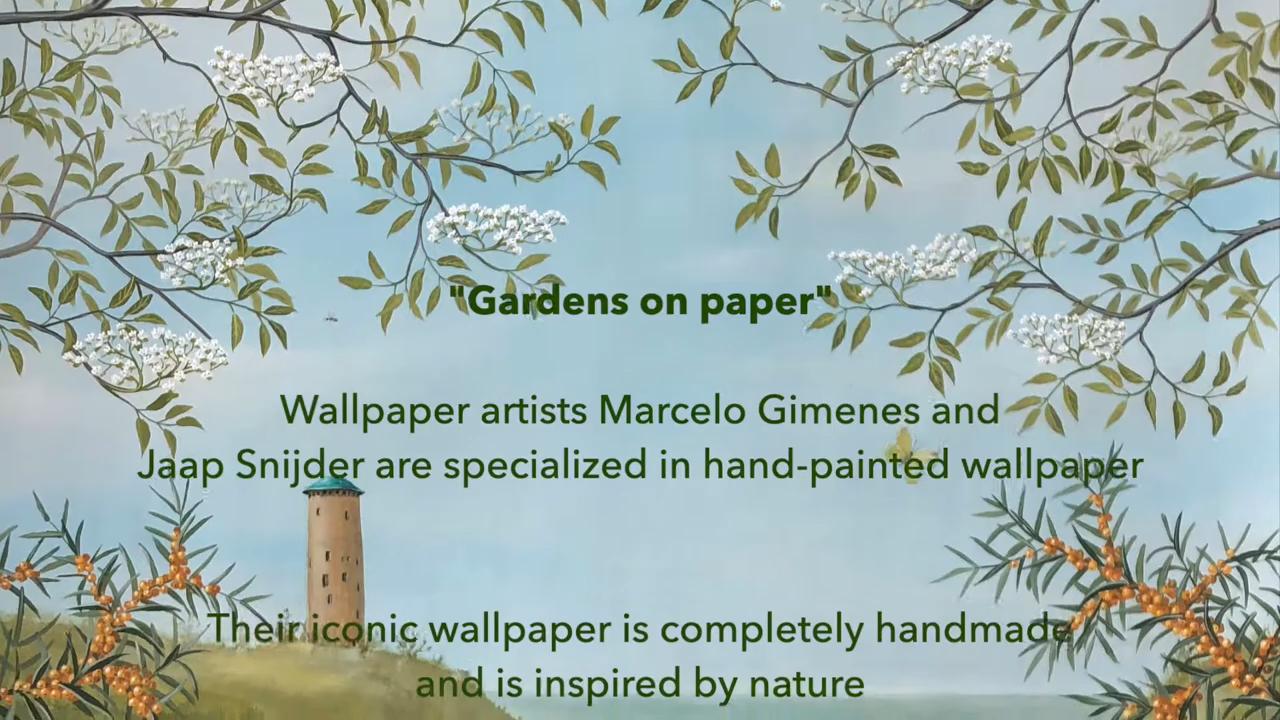 "Gardens on paper"
Wallpaper artists Marcelo Gimenes and
Jaap Snijder are specialized in hand-painted wallpaper
Their iconic wallpaper is completely handmade
and is inspired by nature